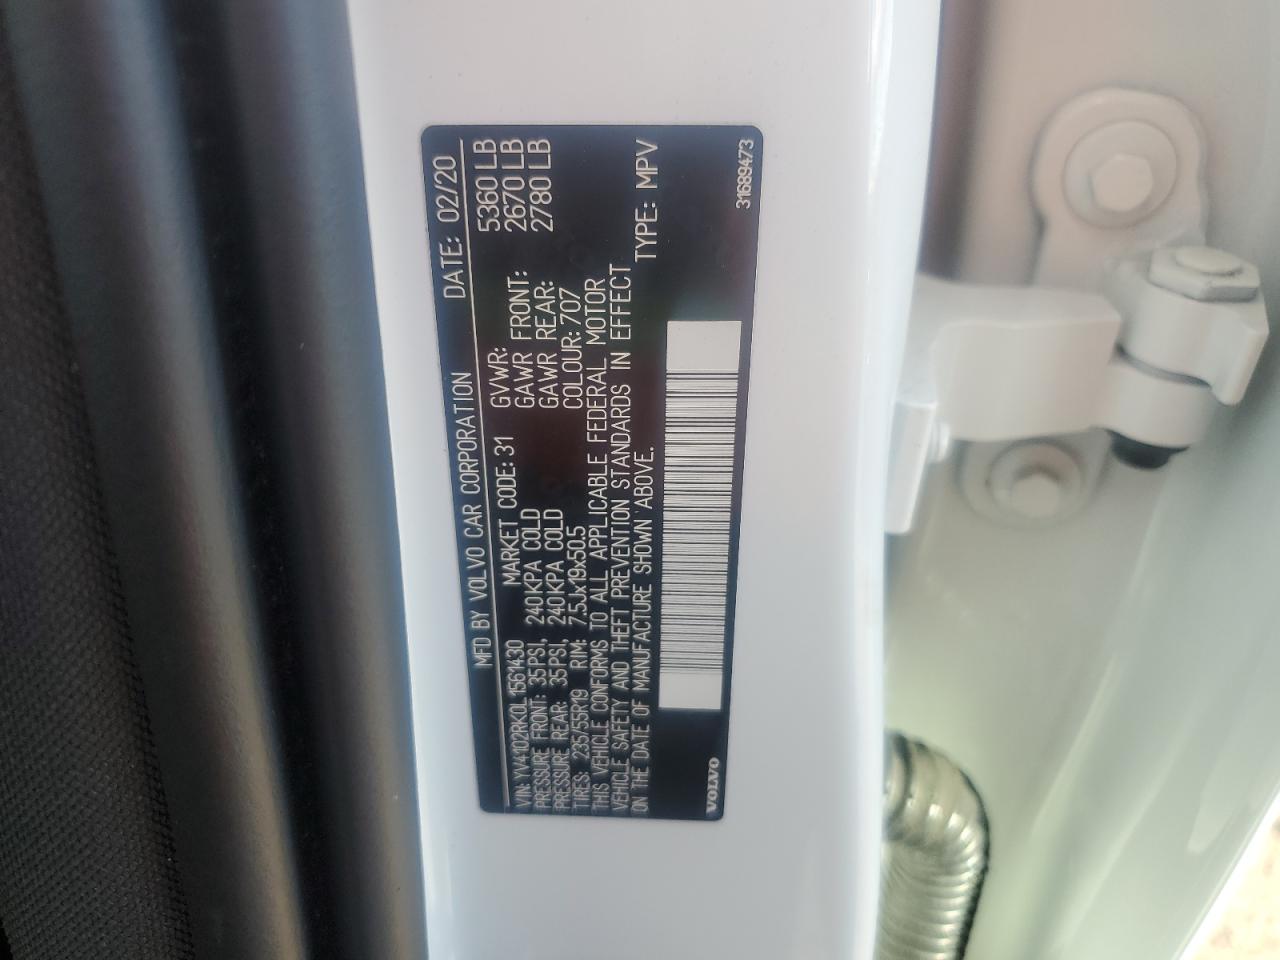 MFD BY VOLVO CAR CORPORATION DATE: 02/20
VIN: YV4102RK0L1561430 MARKET CODE: 31 GVWR: 5360 LB
PRESSURE FRONT: 35PSI, 240KPA COLD GAWR FRONT: 2670 LB
PRESSURE REAR: 35PSI, 240KPA COLD GAWR REAR: 2780 LB
TIRES: 235/55R19 RIM: 7.5Jx19x50.5 COLOUR: 707
THIS VEHICLE CONFORMS TO ALL APPLICABLE FEDERAL MOTOR
VEHICLE SAFETY AND THEFT PREVENTION STANDARDS IN EFFECT
ON THE DATE OF MANUFACTURE SHOWN ABOVE. TYPE: MPV
VOLVO 31689473